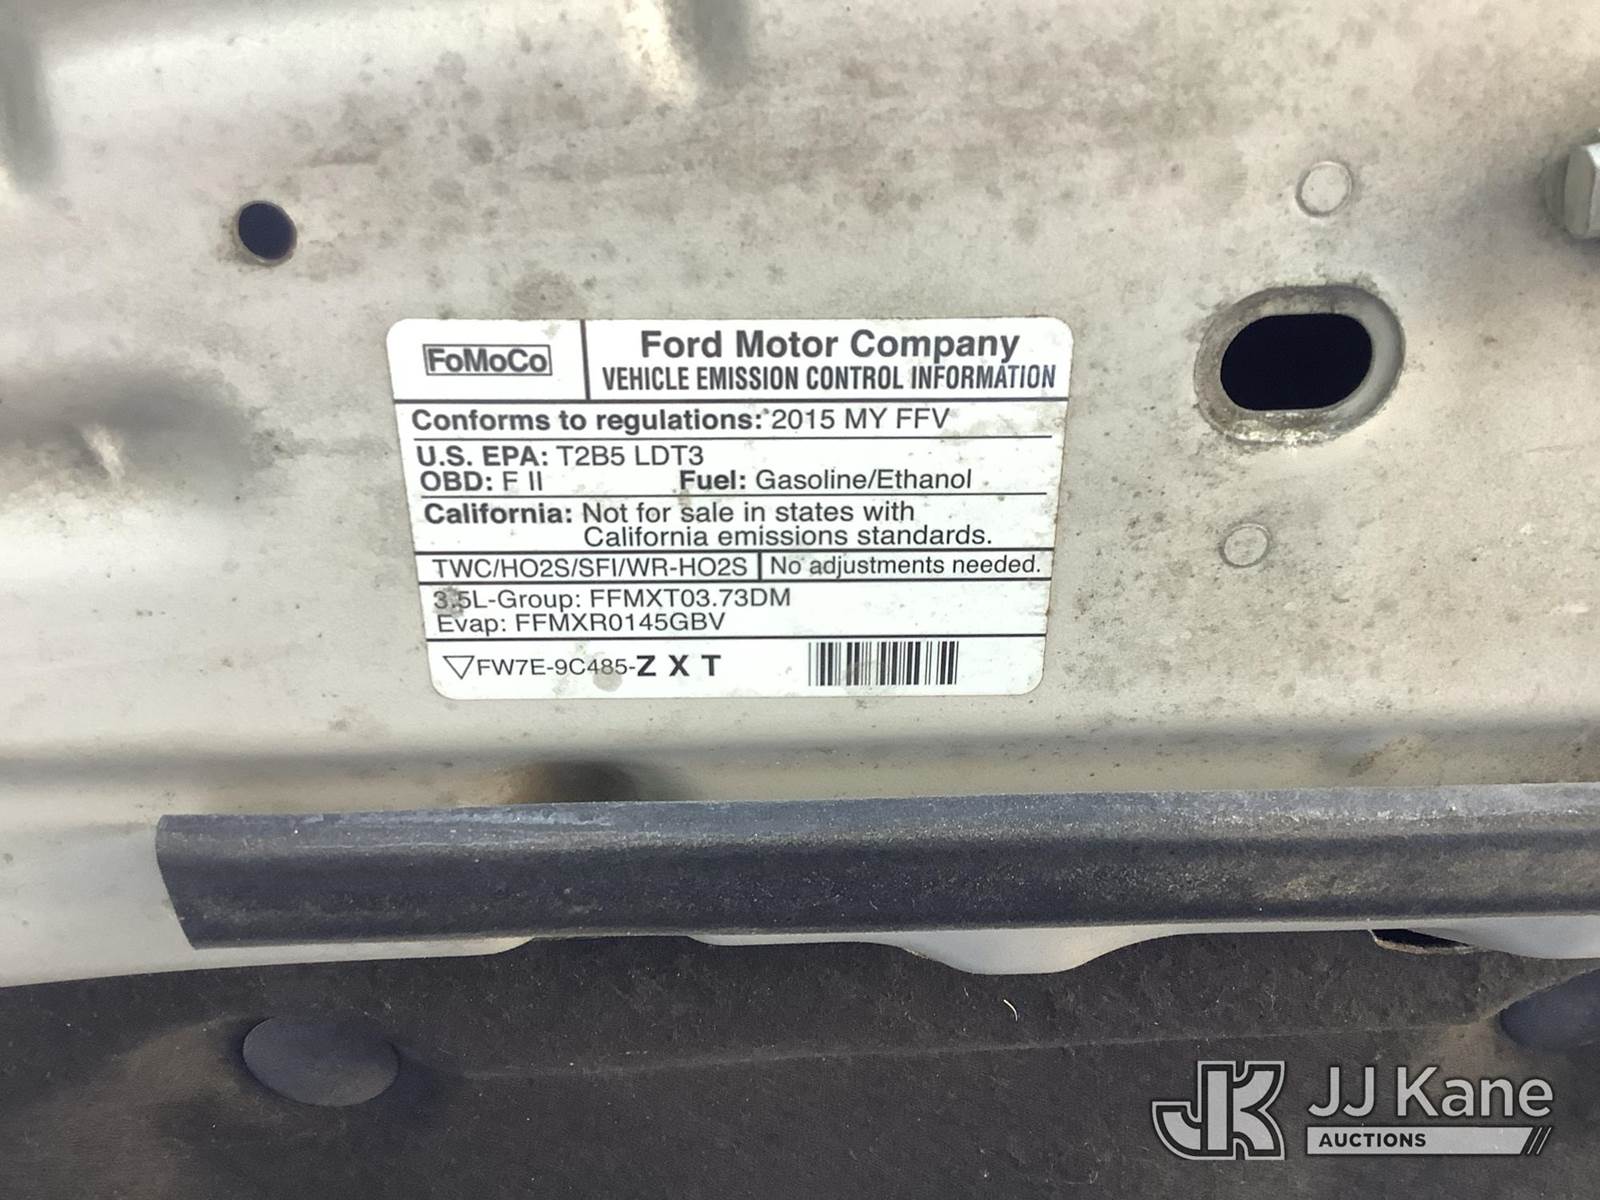 FoMoCo
Ford Motor Company
VEHICLE EMISSION CONTROL INFORMATION
Conforms to regulations: 2015 MY FFV
U.S. EPA: T2B5 LDT3
OBD: F II Fuel: Gasoline/Ethanol
California: Not for sale in states with
California emissions standards.
TWC/HO2S/SFI/WR-HO2S No adjustments needed.
3.5L-Group: FFMXT03.73DM
Evap: FFMXR0145GBV
FW7E-9C485-Z X T
JK JJ Kane
AUCTIONS